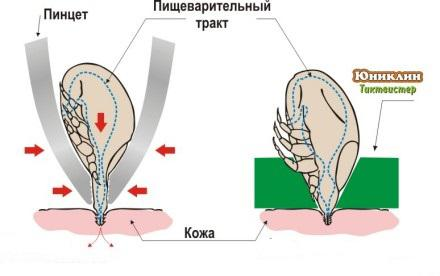 Пинцет
Пищеварительный
тракт
Юниклин
Тиктвистер
Кожа